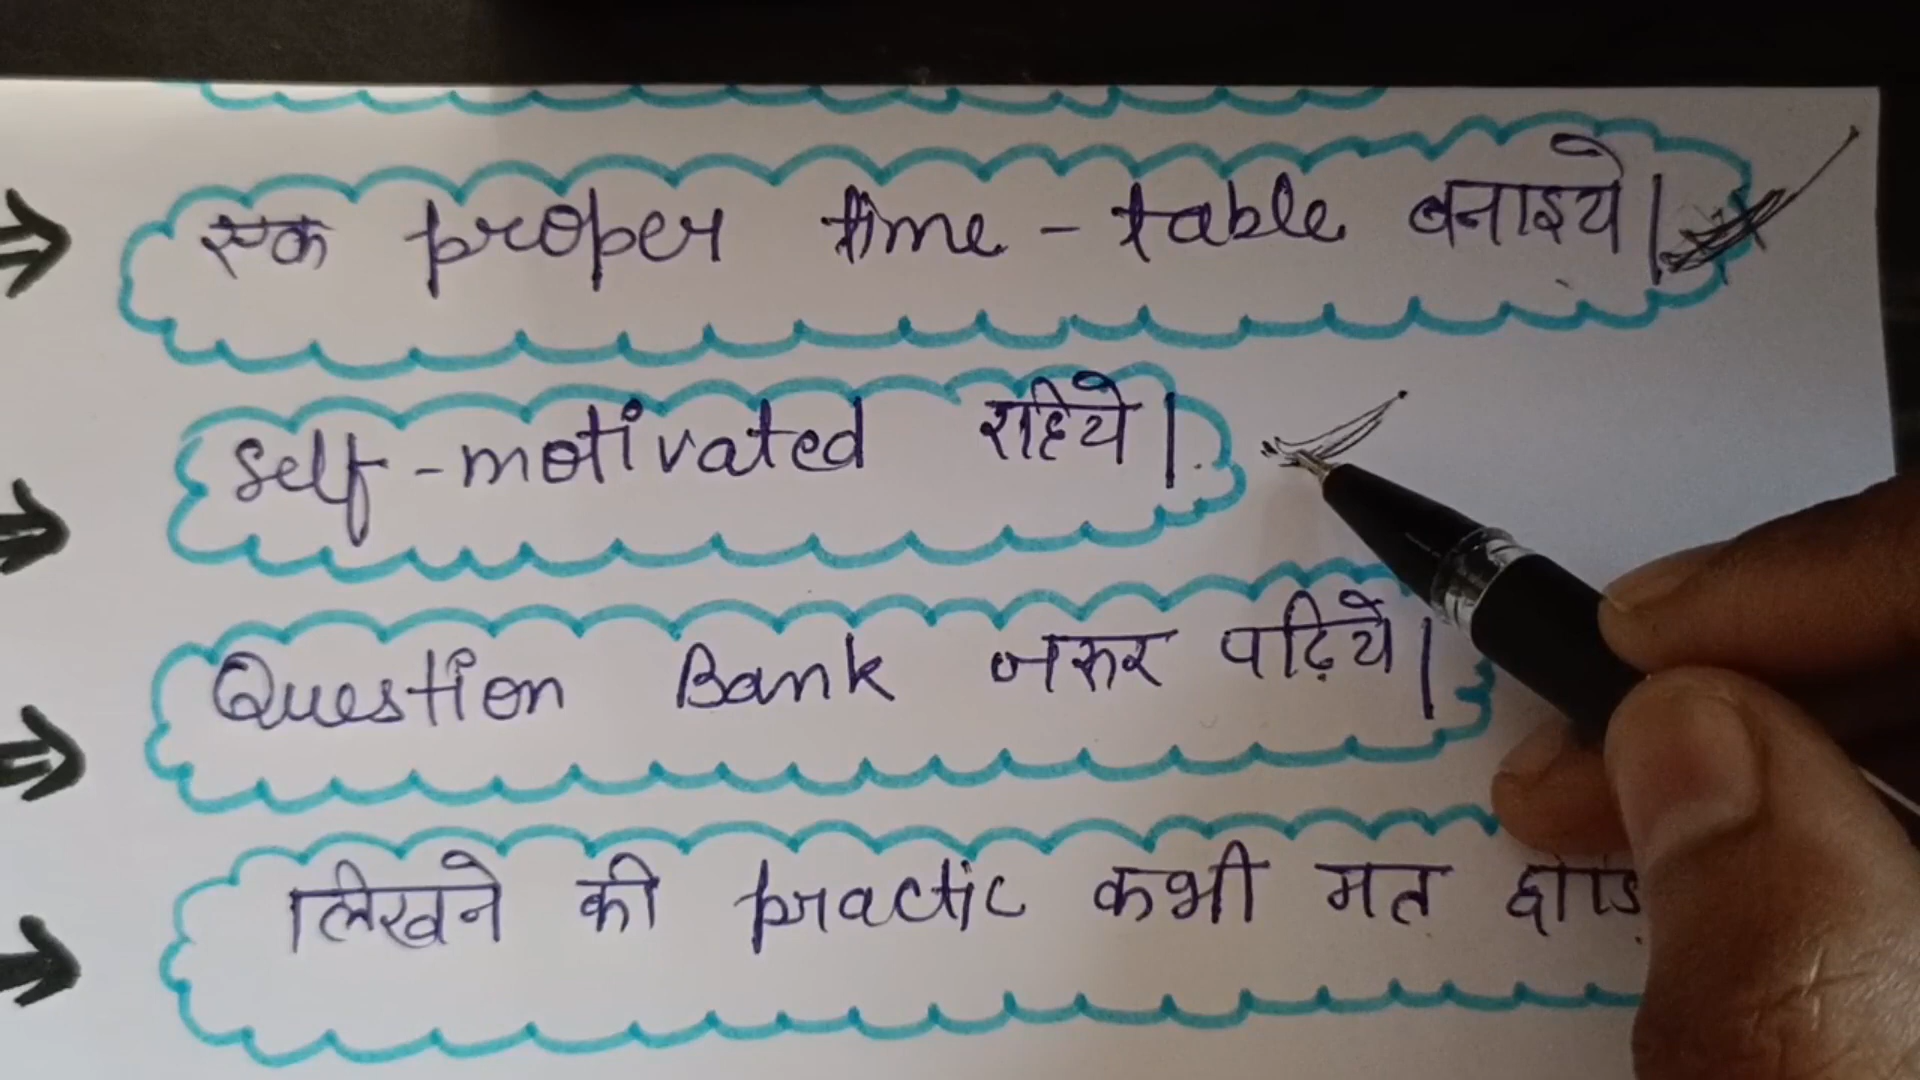 एक proper time - table बनाइये |
Self - motivated रहिये |
Question Bank जरुर पढ़िये |
लिखने की practic कभी मत